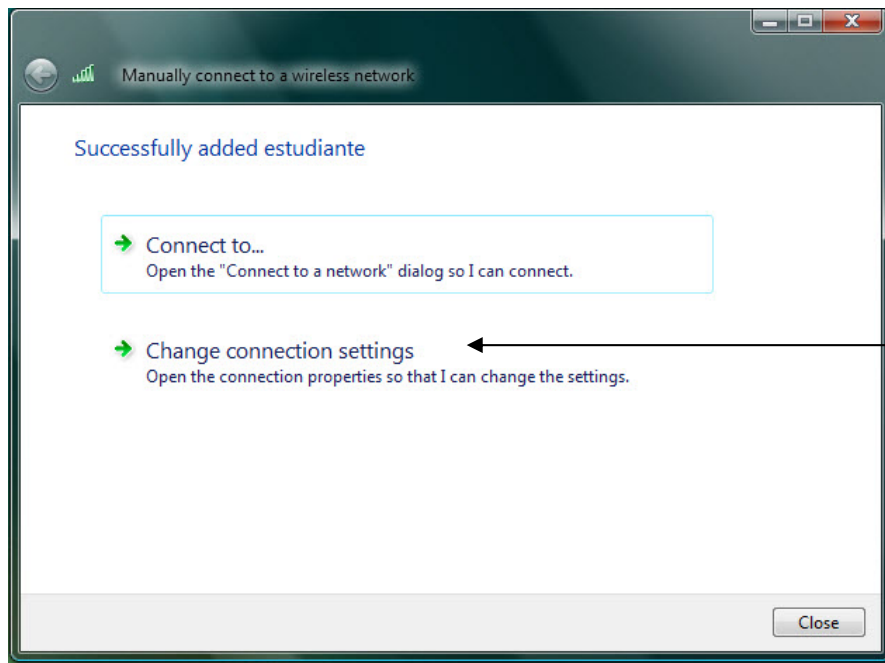 Manually connect to a wireless network
Successfully added estudiante
Connect to...
Open the "Connect to a network" dialog so I can connect.
Change connection settings
Open the connection properties so that I can change the settings.
Close